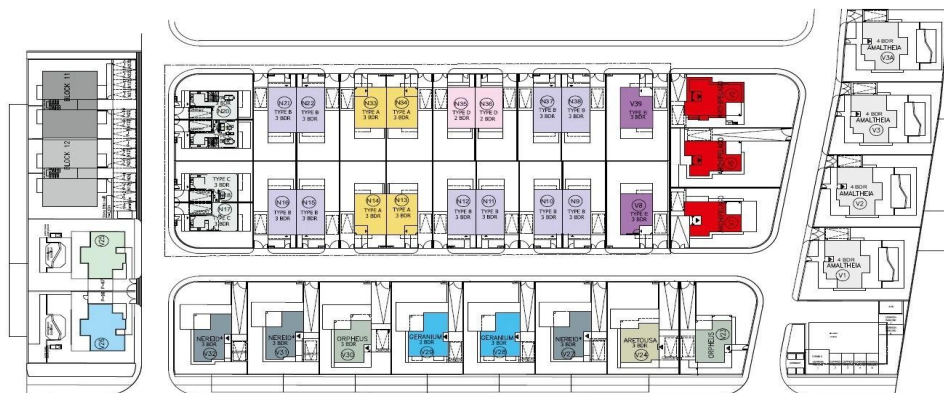 BLOCK 11
BLOCK 12
V25
V26
N20
TYPE C
3 BDR
N17
TYPE C
N21
TYPE B
3 BDR
N22
TYPE B
3 BDR
N33
TYPE A
3 BDR
N34
TYPE A
3 BDR
N35
TYPE D
2 BDR
N36
TYPE D
2 BDR
N37
TYPE B
3 BDR
N38
TYPE B
3 BDR
V39
TYPE E
3 BDR
N16
TYPE B
3 BDR
N15
TYPE B
3 BDR
N14
TYPE A
3 BDR
N13
TYPE A
3 BDR
N12
TYPE B
3 BDR
N11
TYPE B
3 BDR
N10
TYPE B
3 BDR
N9
TYPE B
3 BDR
V8
TYPE E
3 BDR
NEREID
3 BDR
V32
NEREID
3 BDR
V31
ORPHEUS
3 BDR
V30
GERANIUM
3 BDR
V29
GERANIUM
3 BDR
V28
NEREID
3 BDR
V27
ARETOUSA
3 BDR
V24
ORPHEUS
4 BDR
AMALTHEIA
V3A
4 BDR
AMALTHEIA
V3
4 BDR
AMALTHEIA
V2
4 BDR
AMALTHEIA
V1